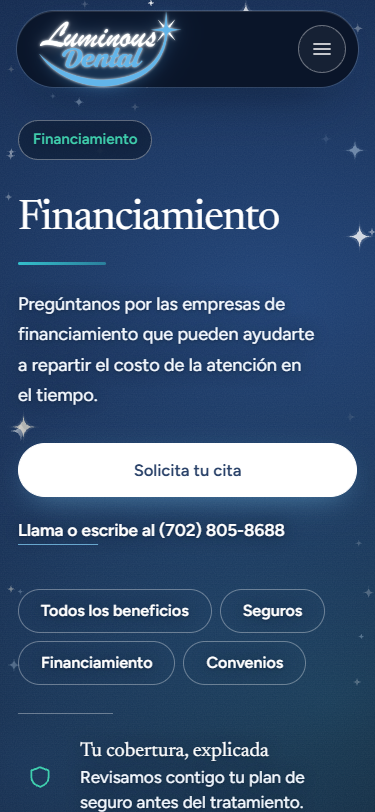 Luminous
Dental
Financiamiento
Financiamiento
Pregúntanos por las empresas de
financiamiento que pueden ayudarte
a repartir el costo de la atención en
el tiempo.
Solicita tu cita
Llama o escribe al (702) 805-8688
Todos los beneficios
Seguros
Financiamiento
Convenios
Tu cobertura, explicada
Revisamos contigo tu plan de
seguro antes del tratamiento.